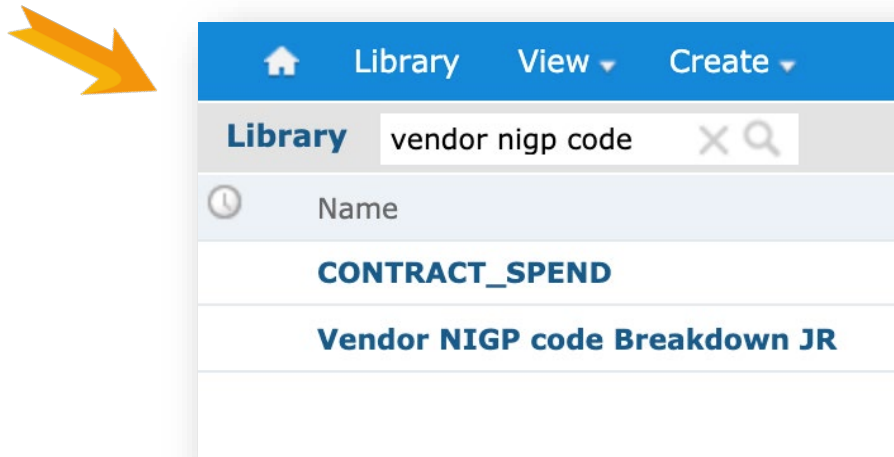 Library View Create
Library vendor nigp code
Name
CONTRACT_SPEND
Vendor NIGP code Breakdown JR